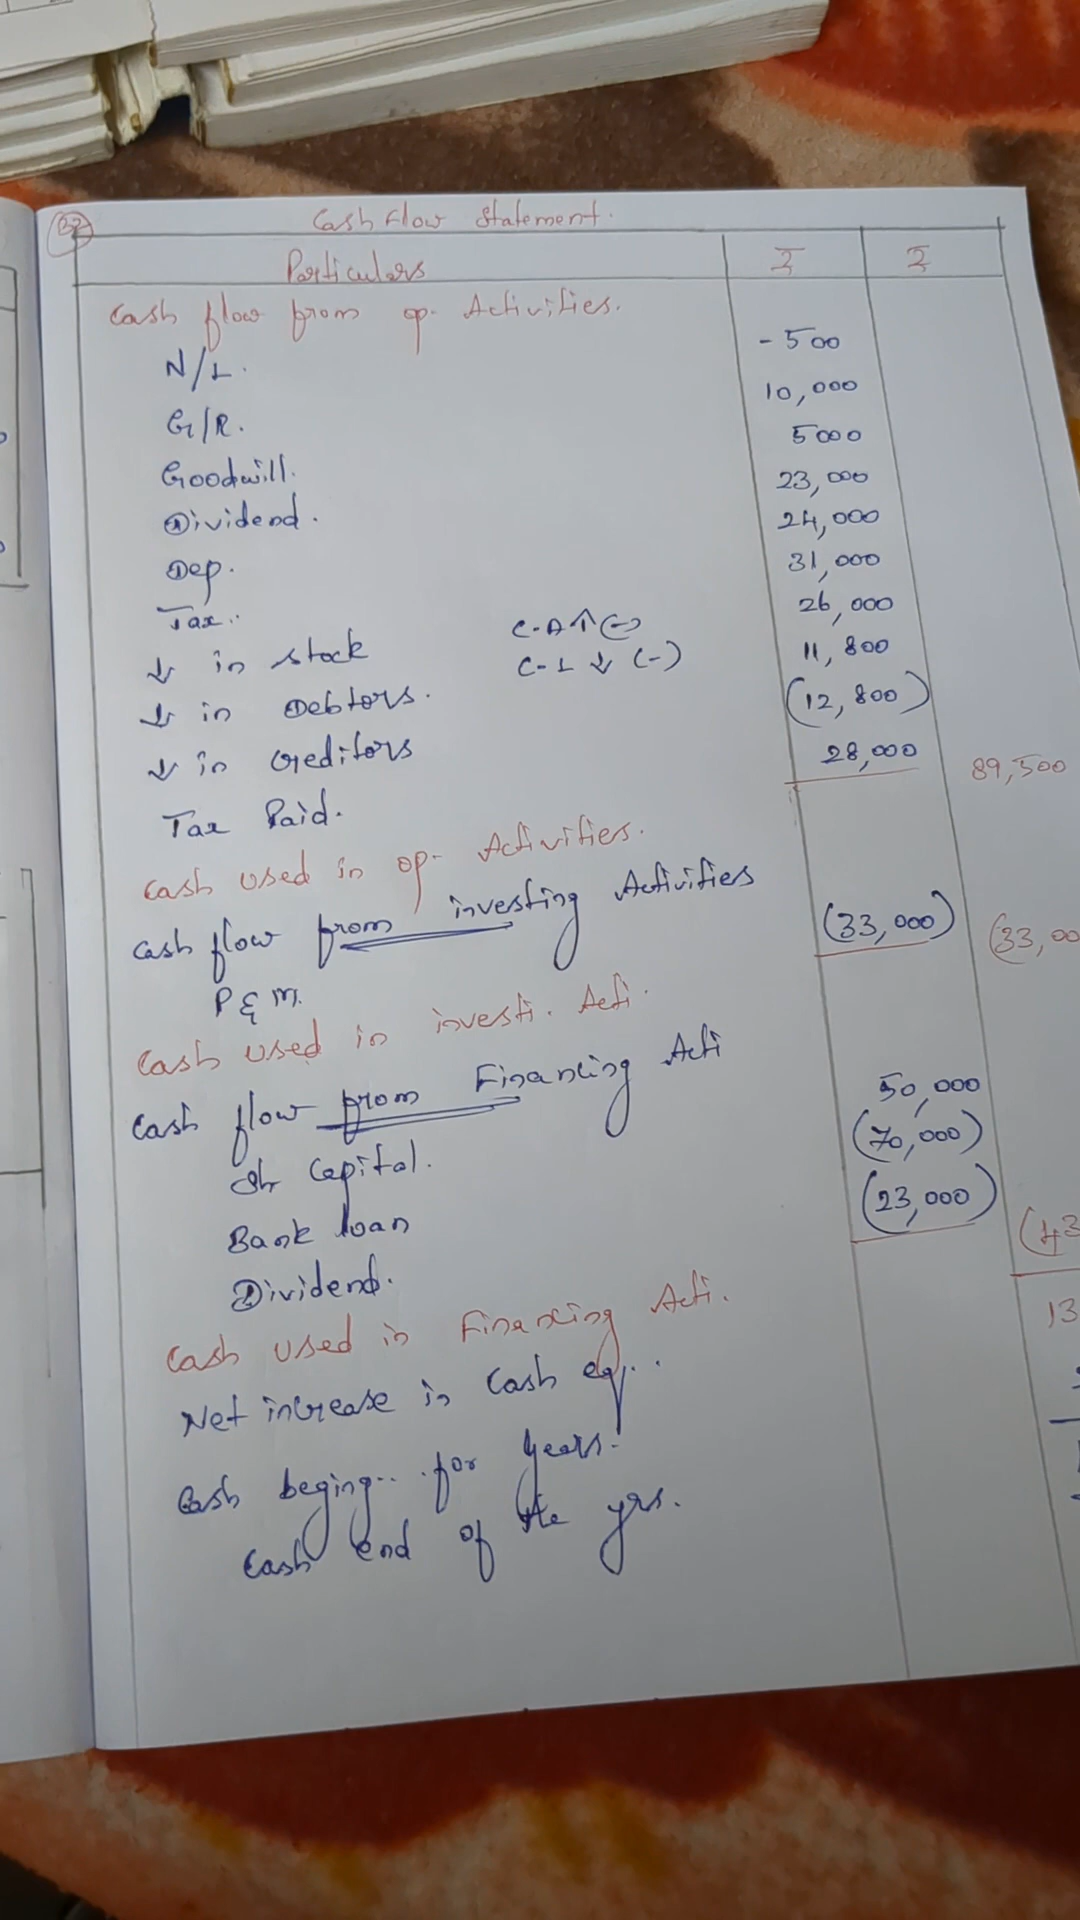 32
Cash Flow Statement.
Particulars ₹ ₹
Cash flow from op. Activities.
N/L. - 500
G/R. 10,000
Goodwill. 5000
Dividend. 23,000
Dep. 24,000
Tax.. 31,000
↓ in stock C.A↑(-) 26,000
↓ in Debtors. C-L ↓ (-) 11,800
↓ in Creditors (12,800)
Tax Paid. 28,000
Cash used in op- Activities. 89,500
Cash flow from investing Activities
P & M. (33,000)
Cash used in investi. Acti. (33,00
Cash flow from Financing Acti
Sh Capital. 50,000
Bank loan (70,000)
Dividend. (23,000)
Cash used in Financing Acti. (43
Net increase in Cash eq... 13
Cash beging... for years.
Cash end of the yrs.